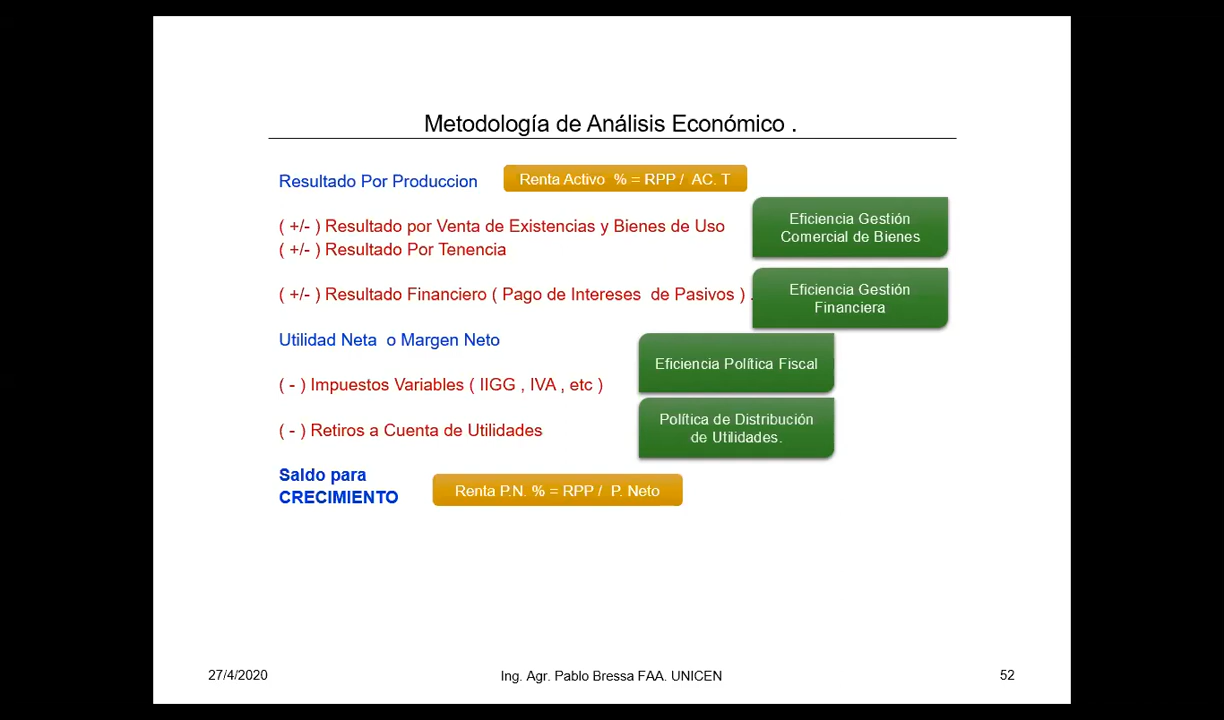 Metodología de Análisis Económico .
Resultado Por Produccion
Renta Activo % = RPP / AC. T
( +/- ) Resultado por Venta de Existencias y Bienes de Uso
( +/- ) Resultado Por Tenencia
Eficiencia Gestión
Comercial de Bienes
( +/- ) Resultado Financiero ( Pago de Intereses de Pasivos ) .
Eficiencia Gestión
Financiera
Utilidad Neta o Margen Neto
Eficiencia Política Fiscal
( - ) Impuestos Variables ( IIGG , IVA , etc )
( - ) Retiros a Cuenta de Utilidades
Política de Distribución
de Utilidades.
Saldo para
CRECIMIENTO
Renta P.N. % = RPP / P. Neto
27/4/2020
Ing. Agr. Pablo Bressa FAA. UNICEN
52